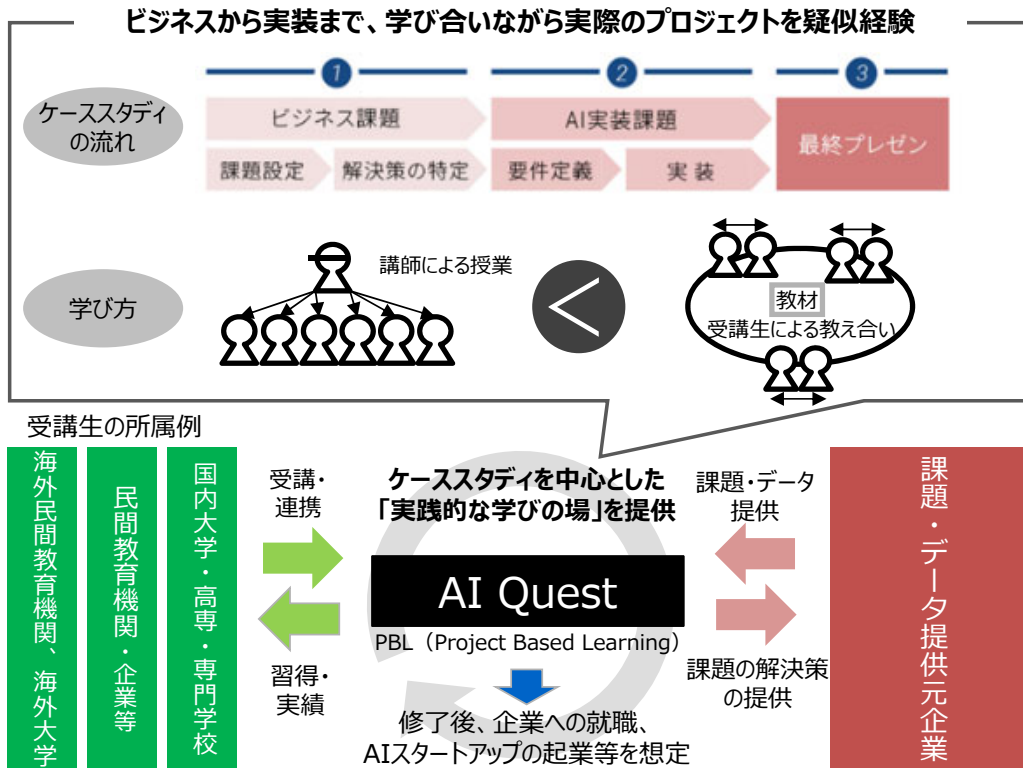 ビジネスから実装まで、学び合いながら実際のプロジェクトを疑似経験
ケーススタディ
の流れ
1
2
3
ビジネス課題
AI実装課題
最終プレゼン
課題設定
解決策の特定
要件定義
実装
学び方
講師による授業
<
教材
受講生による教え合い
受講生の所属例
海外民間教育機関、海外大学
民間教育機関・企業等
国内大学・高専・専門学校
受講・
連携
習得・
実績
ケーススタディを中心とした
「実践的な学びの場」を提供
AI Quest
PBL（Project Based Learning）
修了後、企業への就職、
AIスタートアップの起業等を想定
課題・データ
提供
課題の解決策
の提供
課題・データ提供元企業